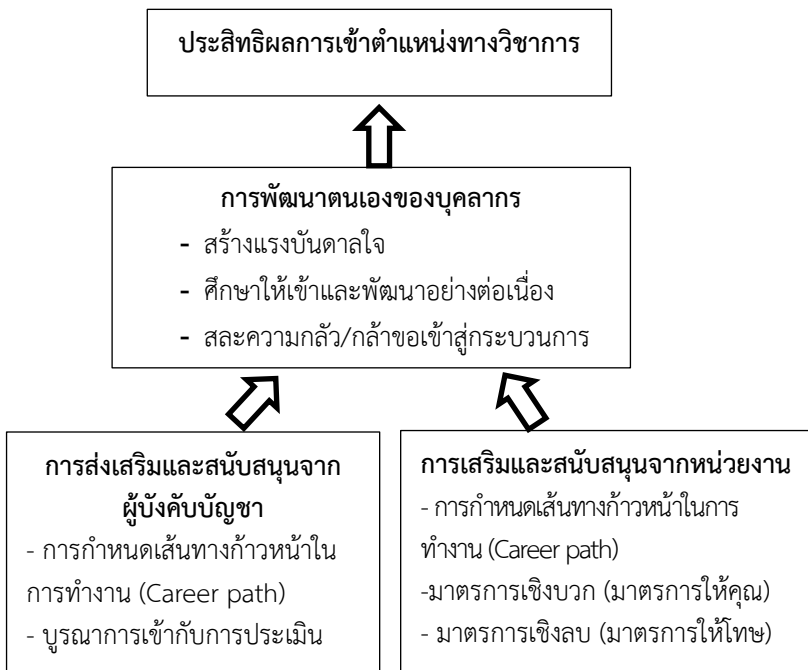 ประสิทธิผลการเข้าตำแหน่งทางวิชาการ
การพัฒนาตนเองของบุคลากร
- สร้างแรงบันดาลใจ
- ศึกษาให้เข้าและพัฒนาอย่างต่อเนื่อง
- สละความกลัว/กล้าขอเข้าสู่กระบวนการ
การส่งเสริมและสนับสนุนจาก
ผู้บังคับบัญชา
- การกำหนดเส้นทางก้าวหน้าใน
การทำงาน (Career path)
- บูรณาการเข้ากับการประเมิน
การเสริมและสนับสนุนจากหน่วยงาน
- การกำหนดเส้นทางก้าวหน้าในการ
ทำงาน (Career path)
-มาตรการเชิงบวก (มาตรการให้คุณ)
- มาตรการเชิงลบ (มาตรการให้โทษ)